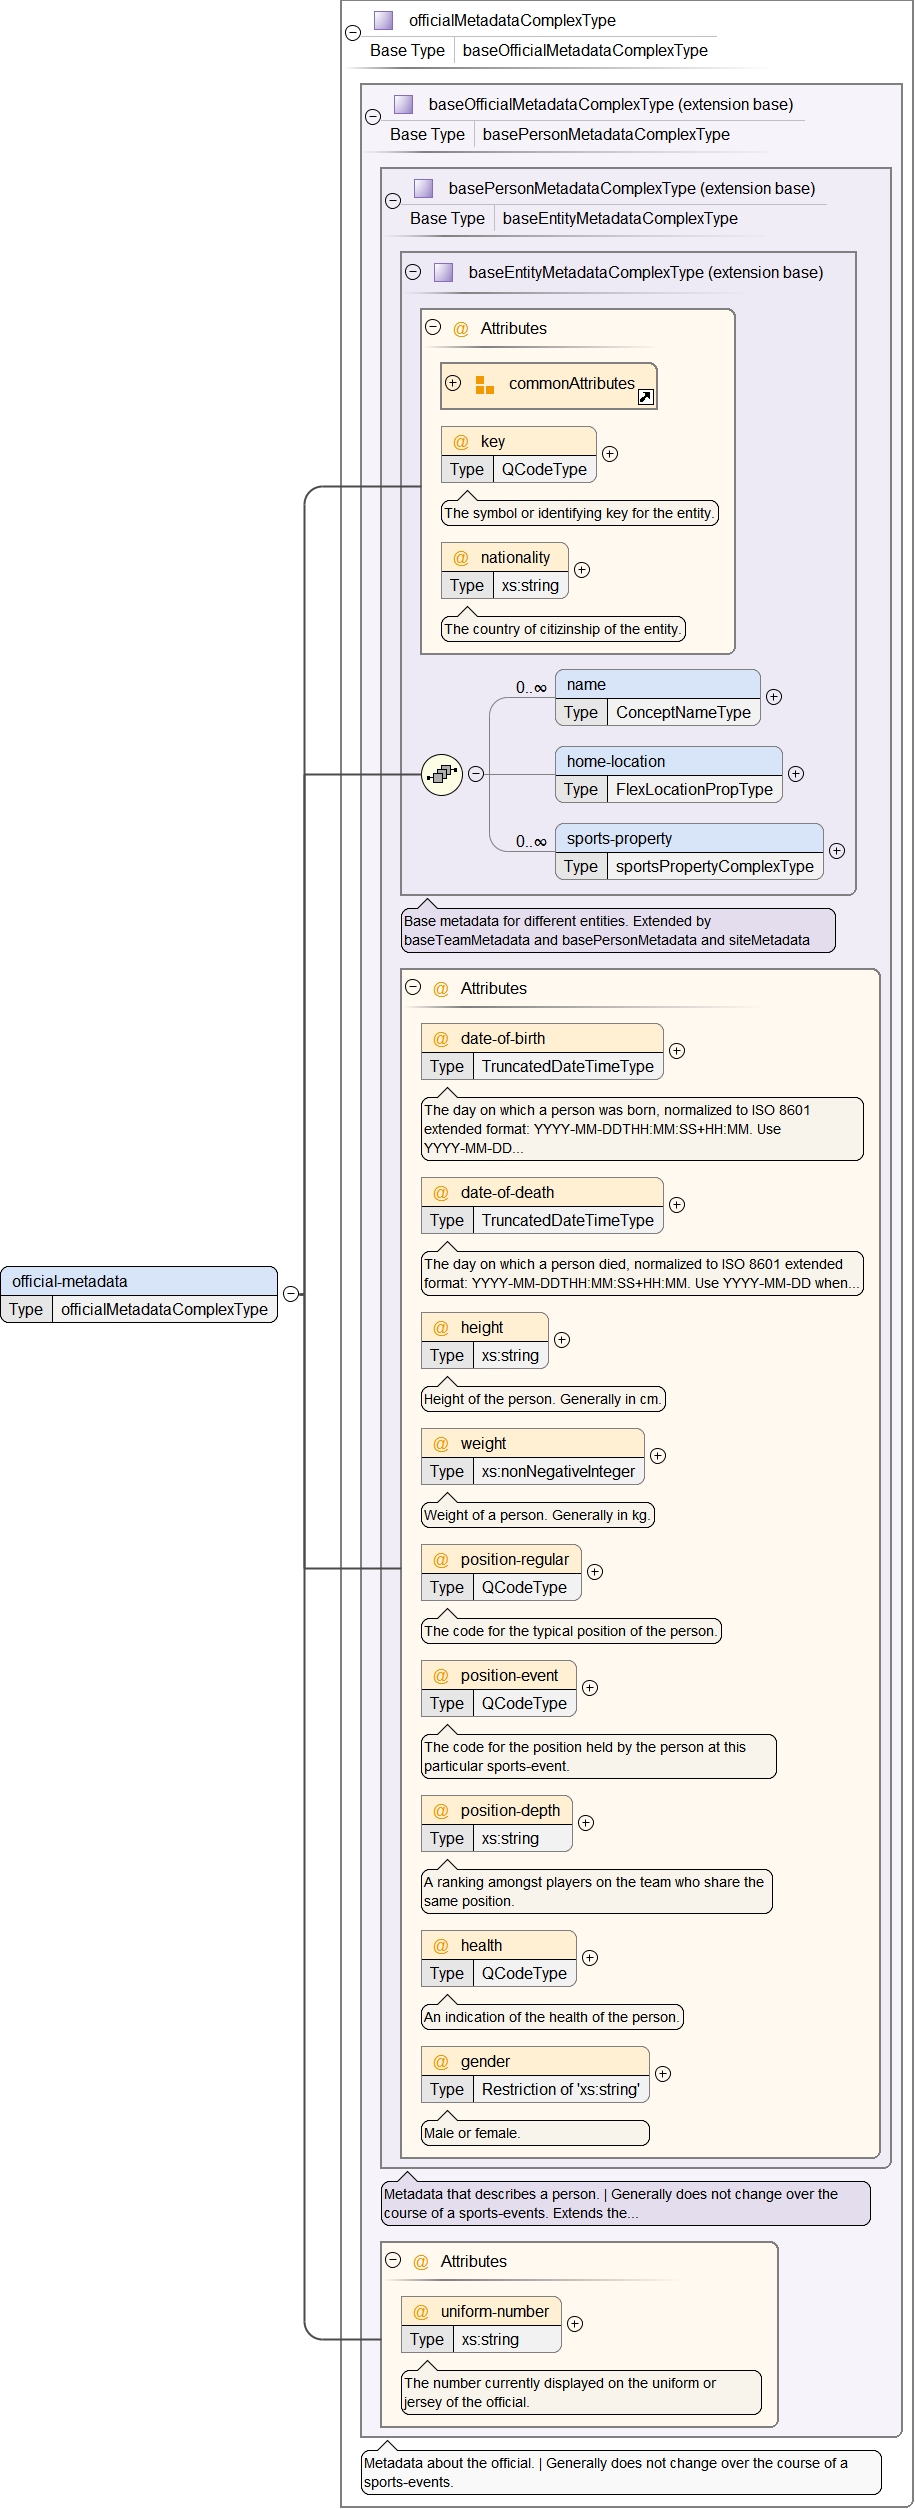 officialMetadataComplexType
Base Type baseOfficialMetadataComplexType
baseOfficialMetadataComplexType (extension base)
Base Type basePersonMetadataComplexType
basePersonMetadataComplexType (extension base)
Base Type baseEntityMetadataComplexType
baseEntityMetadataComplexType (extension base)
@ Attributes
commonAttributes
@ key
Type QCodeType
The symbol or identifying key for the entity.
@ nationality
Type xs:string
The country of citizinship of the entity.
0..∞ name
Type ConceptNameType
home-location
Type FlexLocationPropType
0..∞ sports-property
Type sportsPropertyComplexType
Base metadata for different entities. Extended by
baseTeamMetadata and basePersonMetadata and siteMetadata
@ Attributes
@ date-of-birth
Type TruncatedDateTimeType
The day on which a person was born, normalized to ISO 8601
extended format: YYYY-MM-DDTHH:MM:SS+HH:MM. Use
YYYY-MM-DD...
@ date-of-death
Type TruncatedDateTimeType
The day on which a person died, normalized to ISO 8601 extended
format: YYYY-MM-DDTHH:MM:SS+HH:MM. Use YYYY-MM-DD when...
official-metadata
Type officialMetadataComplexType
@ height
Type xs:string
Height of the person. Generally in cm.
@ weight
Type xs:nonNegativeInteger
Weight of a person. Generally in kg.
@ position-regular
Type QCodeType
The code for the typical position of the person.
@ position-event
Type QCodeType
The code for the position held by the person at this
particular sports-event.
@ position-depth
Type xs:string
A ranking amongst players on the team who share the
same position.
@ health
Type QCodeType
An indication of the health of the person.
@ gender
Type Restriction of 'xs:string'
Male or female.
Metadata that describes a person. | Generally does not change over the
course of a sports-events. Extends the...
@ Attributes
@ uniform-number
Type xs:string
The number currently displayed on the uniform or
jersey of the official.
Metadata about the official. | Generally does not change over the course of a
sports-events.